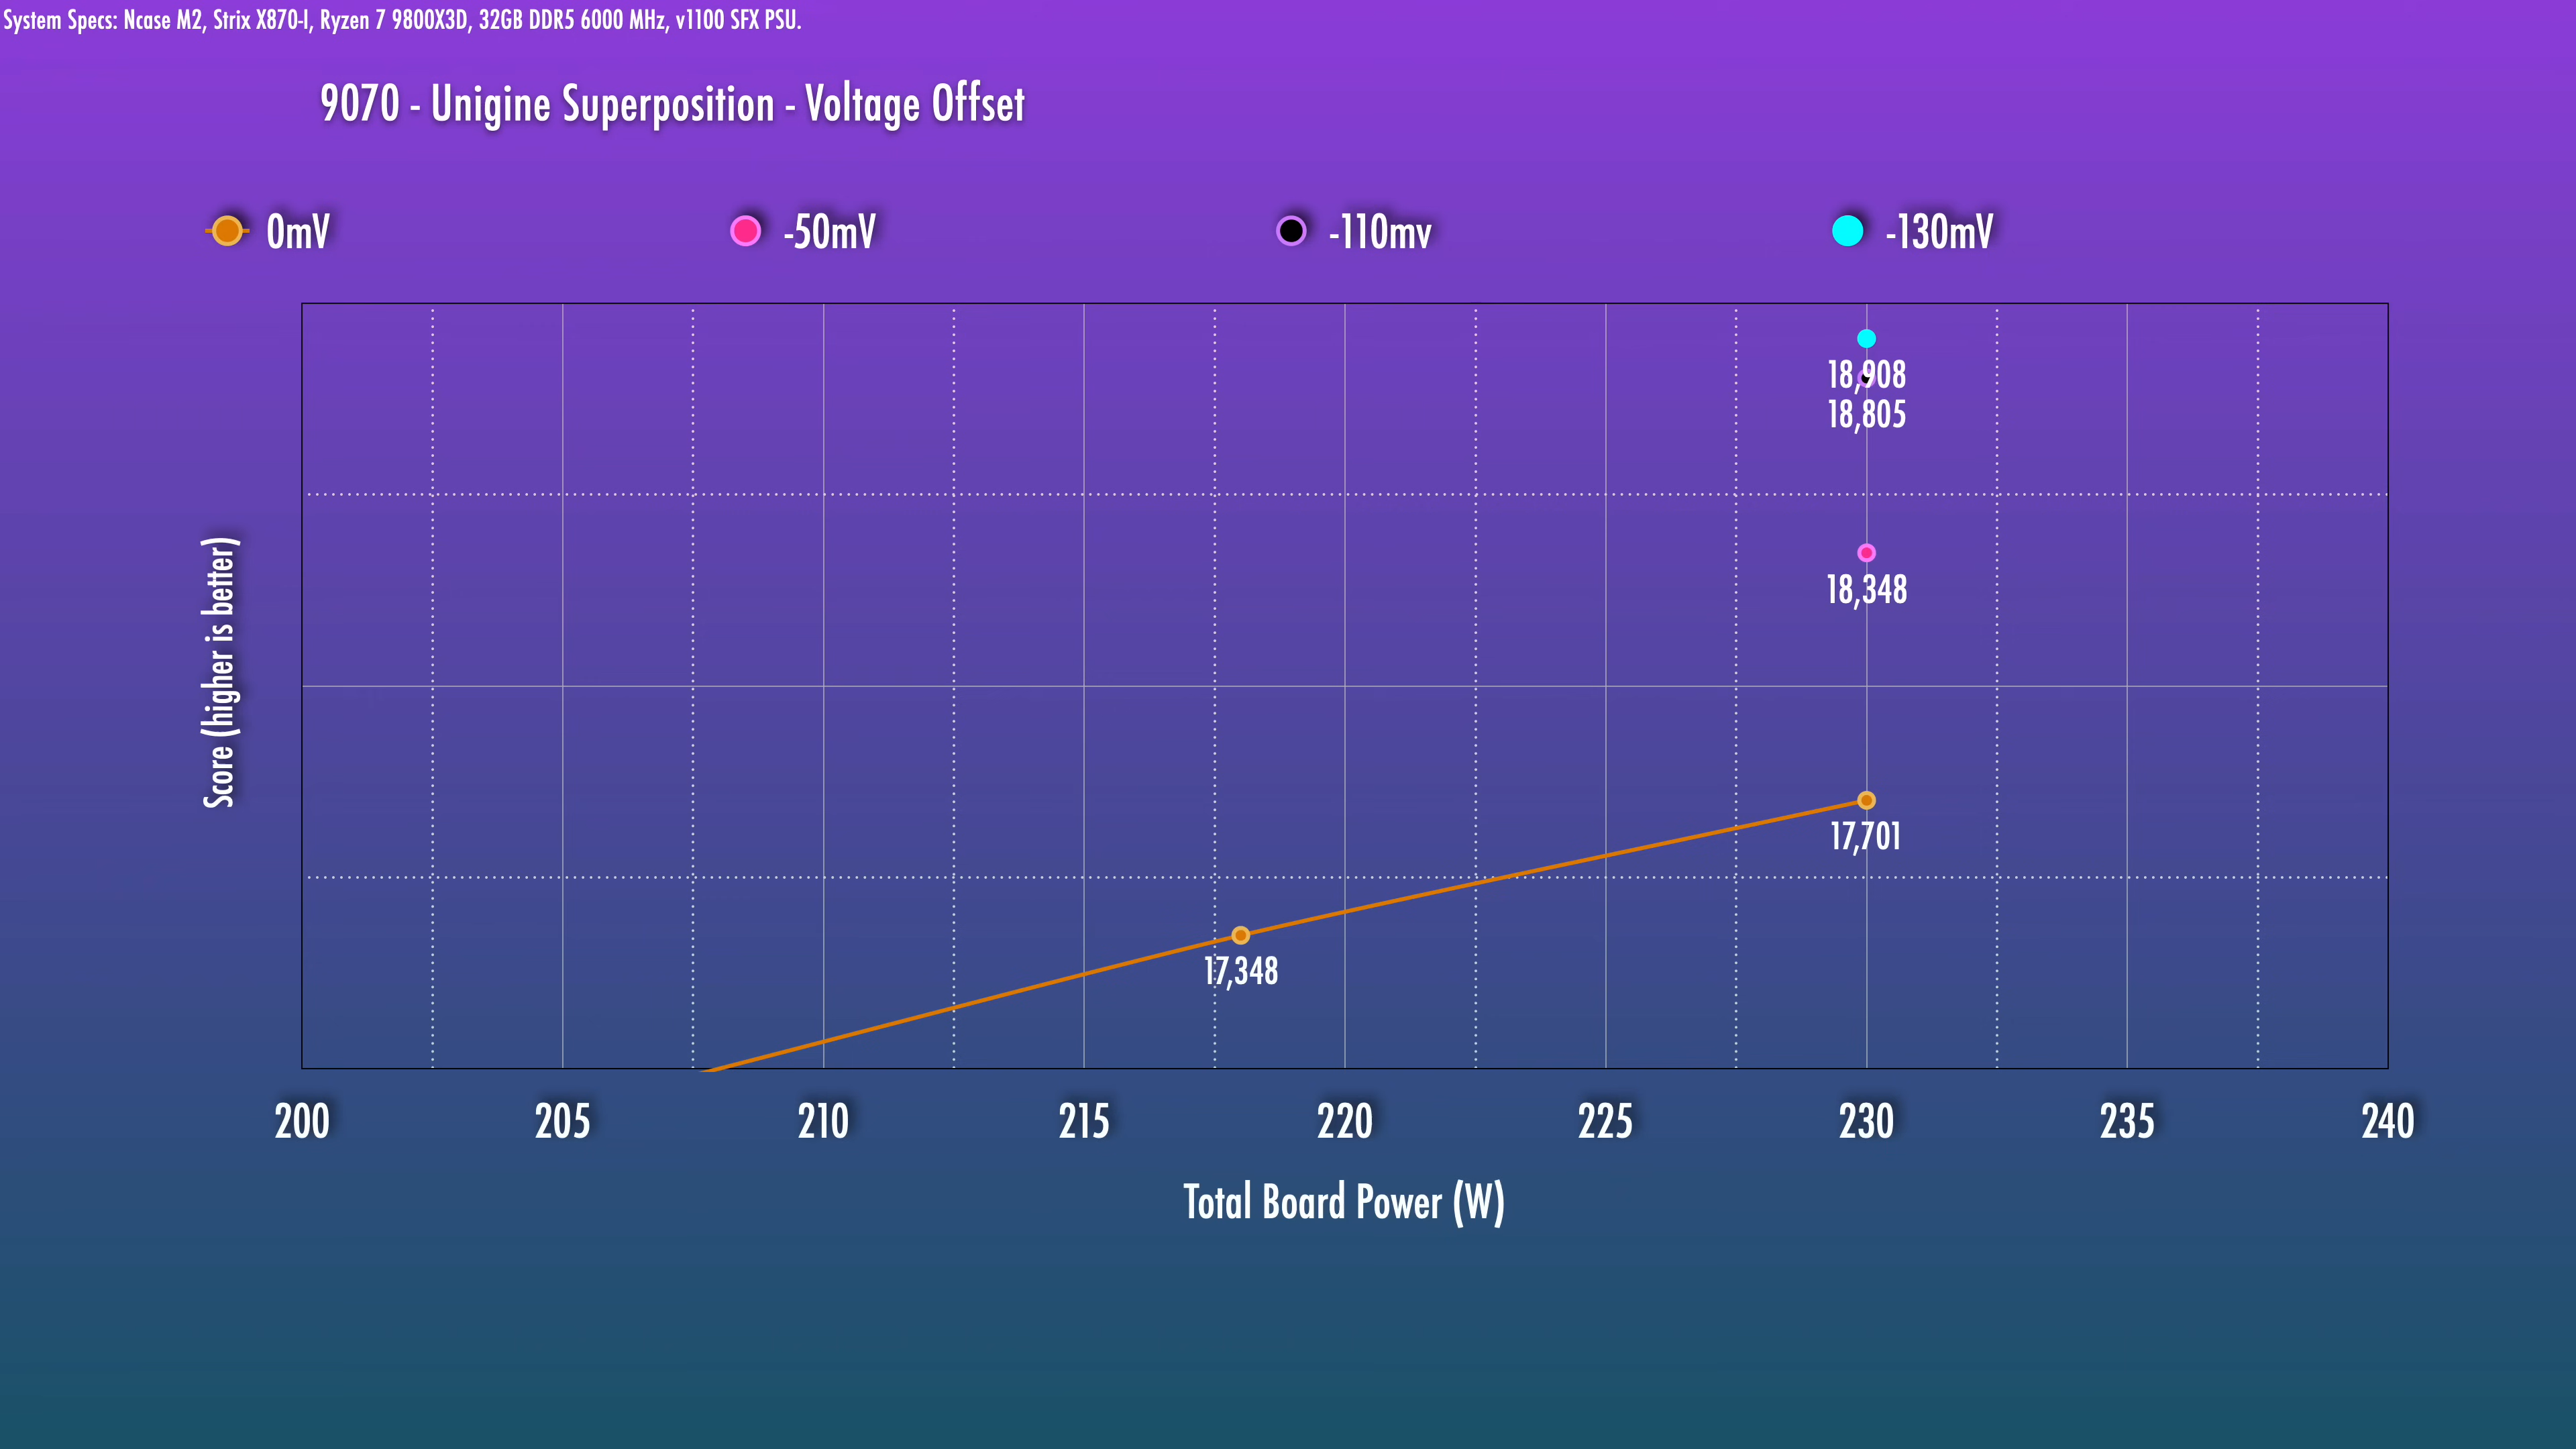 System Specs: Ncase M2, Strix X870-I, Ryzen 7 9800X3D, 32GB DDR5 6000 MHz, v1100 SFX PSU.
9070 - Unigine Superposition - Voltage Offset
0mV
-50mV
-110mv
-130mV
Score (higher is better)
18,908
18,805
18,348
17,701
17,348
200
205
210
215
220
225
230
235
240
Total Board Power (W)